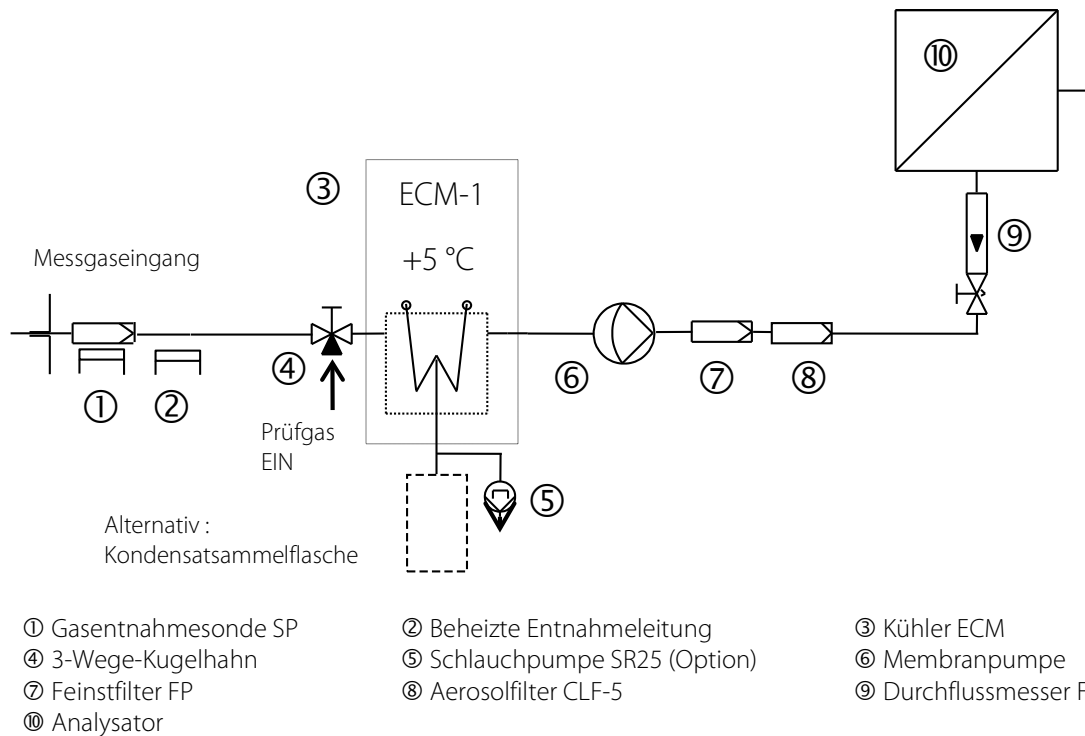 ⑩
③
ECM-1
+5 °C
⑨
Messgaseingang
④
⑥
⑦
⑧
①
②
Prüfgas
EIN
⑤
Alternativ :
Kondensatsammelflasche
① Gasentnahmesonde SP
② Beheizte Entnahmeleitung
③ Kühler ECM
④ 3-Wege-Kugelhahn
⑤ Schlauchpumpe SR25 (Option)
⑥ Membranpumpe
⑦ Feinstfilter FP
⑧ Aerosolfilter CLF-5
⑨ Durchflussmesser
⑩ Analysator